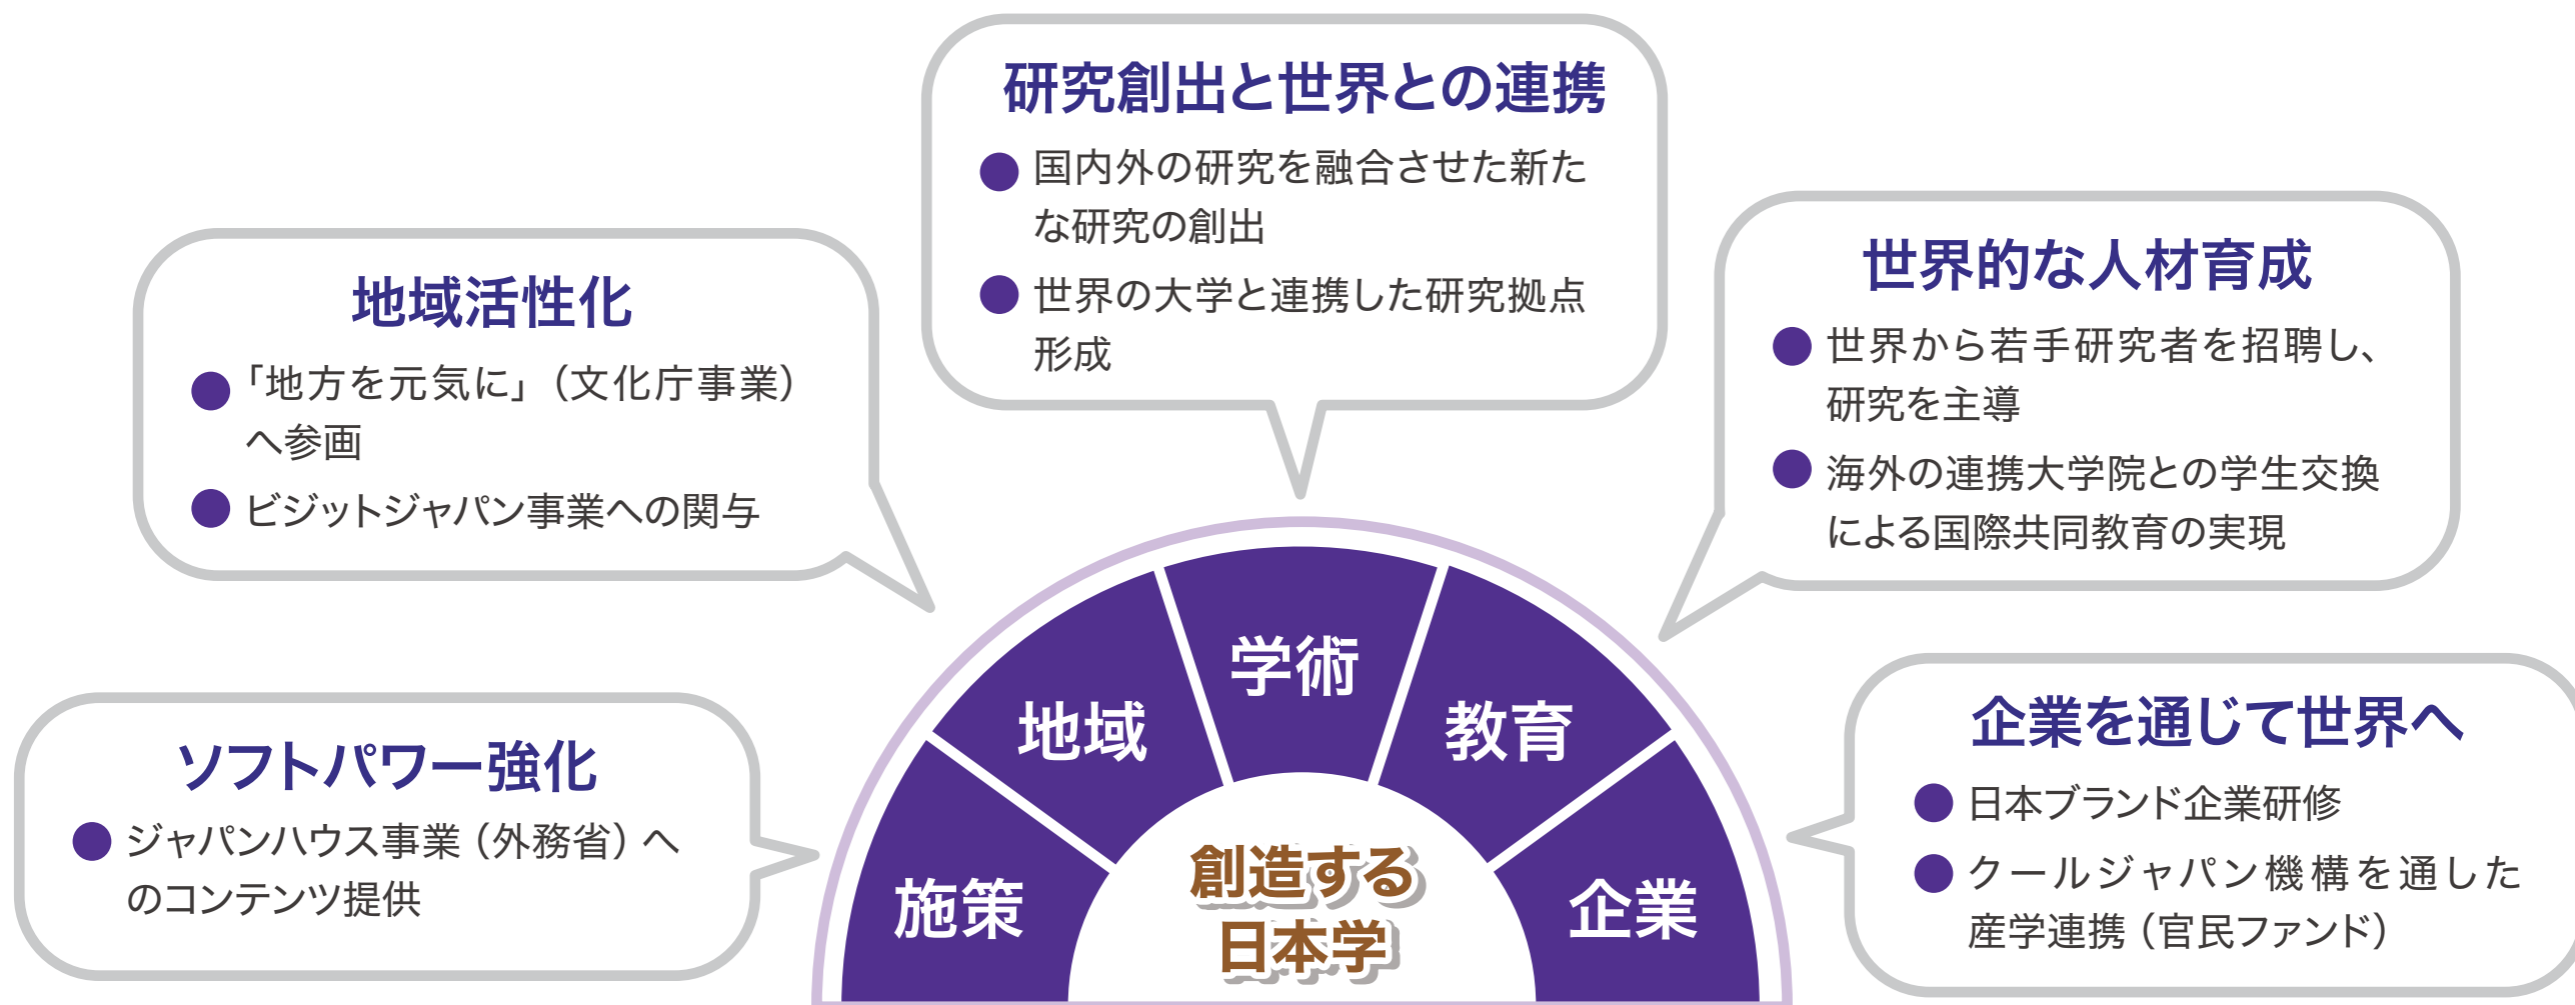 研究創出と世界との連携
● 国内外の研究を融合させた新た
な研究の創出
● 世界の大学と連携した研究拠点
形成
地域活性化
● 「地方を元気に」（文化庁事業）
へ参画
● ビジットジャパン事業への関与
世界的な人材育成
● 世界から若手研究者を招聘し、
研究を主導
● 海外の連携大学院との学生交換
による国際共同教育の実現
ソフトパワー強化
● ジャパンハウス事業（外務省）へ
のコンテンツ提供
企業を通じて世界へ
● 日本ブランド企業研修
● クールジャパン機構を通した
産学連携（官民ファンド）
施策
地域
学術
教育
企業
創造する
日本学